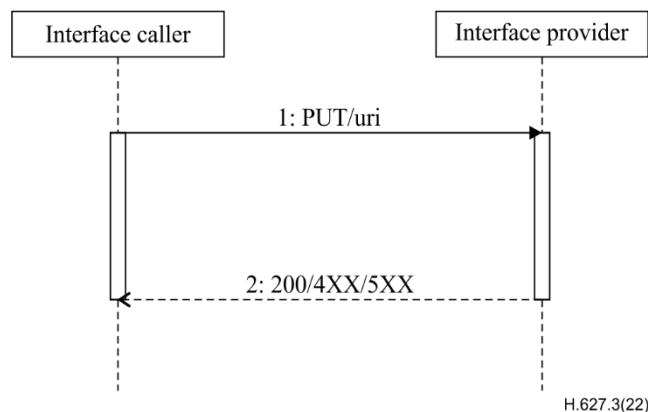 Interface caller
Interface provider
1: PUT/uri
2: 200/4XX/5XX
H.627.3(22)